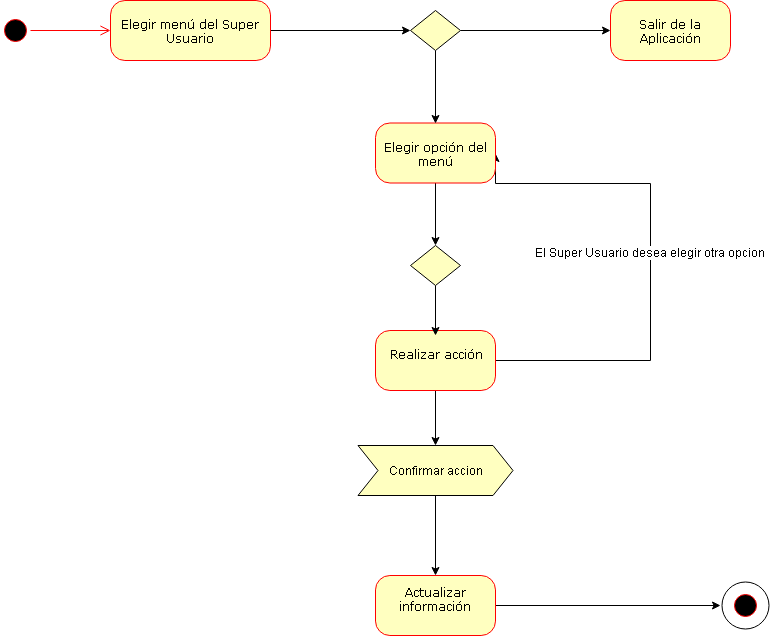 Elegir menú del Super
Usuario
Salir de la
Aplicación
Elegir opción del
menú
El Super Usuario desea elegir otra opcion
Realizar acción
Confirmar accion
Actualizar
información